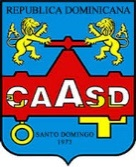 REPUBLICA DOMINICANA
CAASD
SANTO DOMINGO
1973